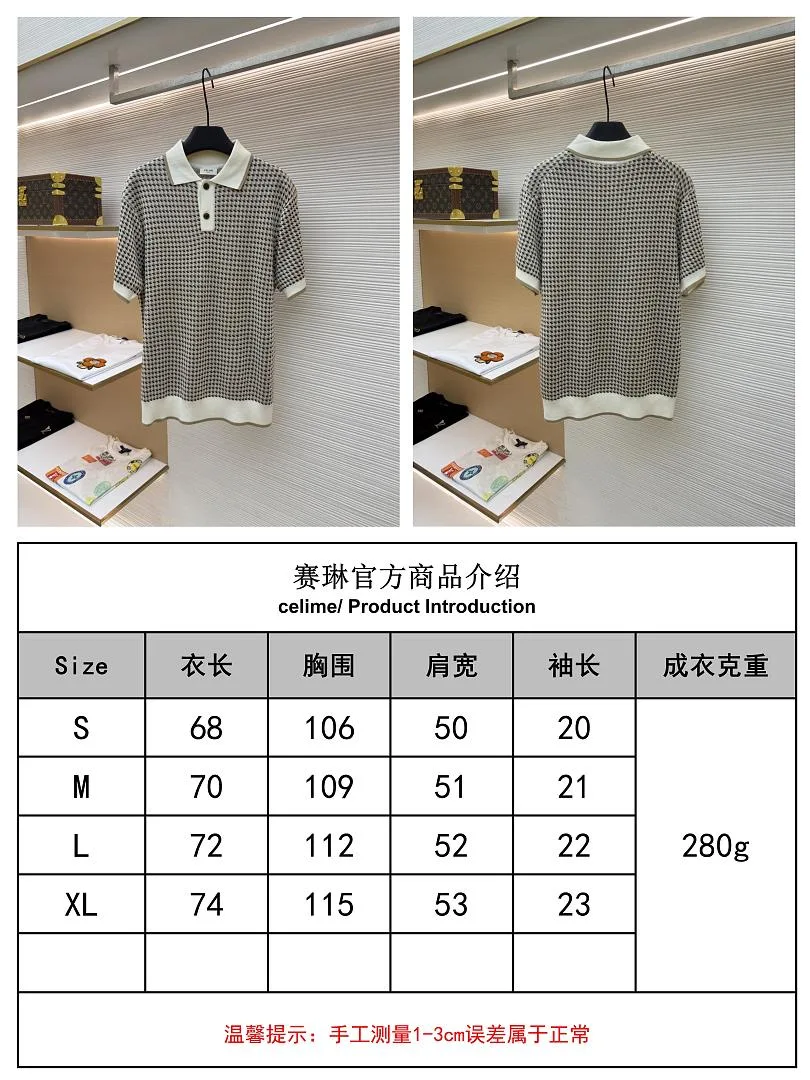 赛琳官方商品介绍
celime/ Product Introduction
Size 衣长 胸围 肩宽 袖长 成衣克重
S 68 106 50 20
M 70 109 51 21
L 72 112 52 22
XL 74 115 53 23
280g
温馨提示：手工测量1-3cm误差属于正常